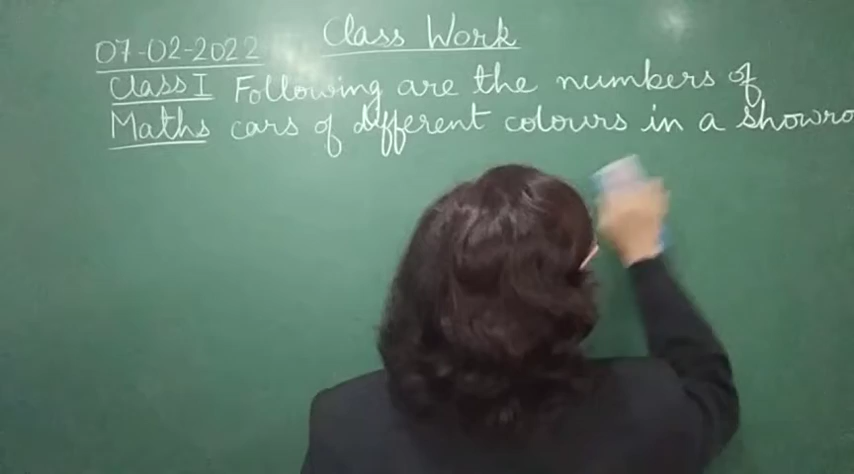 Class Work
07-02-2022
Class I Following are the numbers of
Maths cars of different colours in a showro